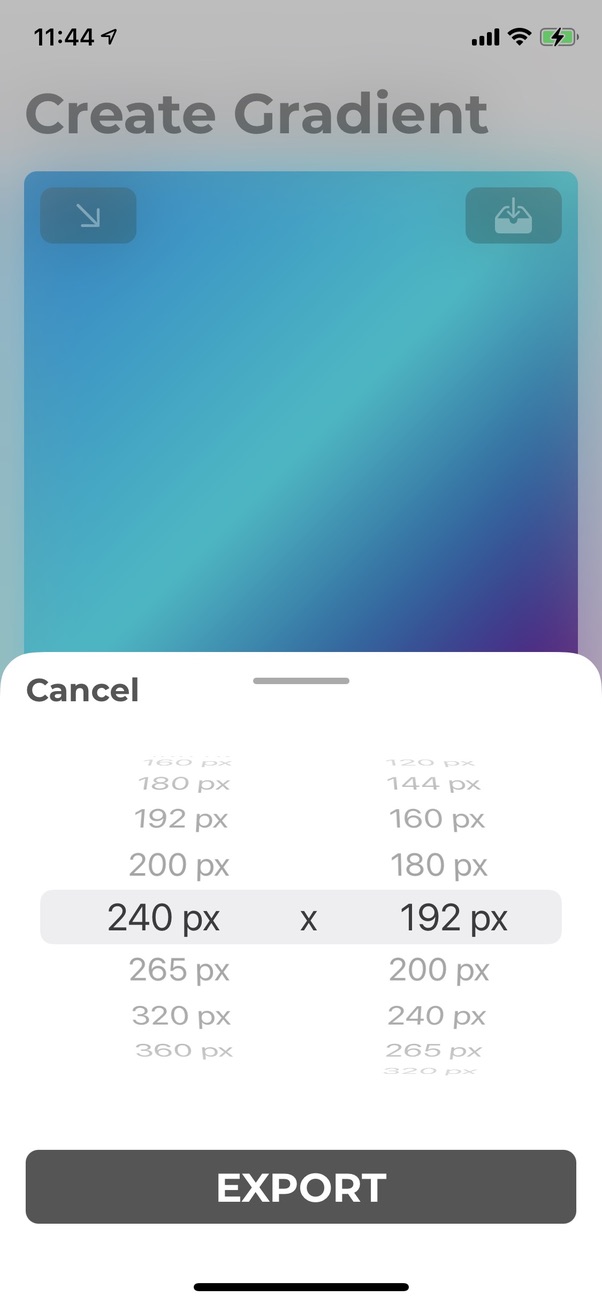 11:44
Create Gradient
Cancel
160 px 120 px
180 px 144 px
192 px 160 px
200 px 180 px
240 px x 192 px
265 px 200 px
320 px 240 px
360 px 265 px
320 px
EXPORT